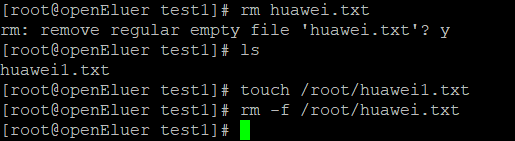 [root@openEluer test1]# rm huawei.txt
rm: remove regular empty file 'huawei.txt'? y
[root@openEluer test1]# ls
huawei1.txt
[root@openEluer test1]# touch /root/huawei1.txt
[root@openEluer test1]# rm -f /root/huawei.txt
[root@openEluer test1]#